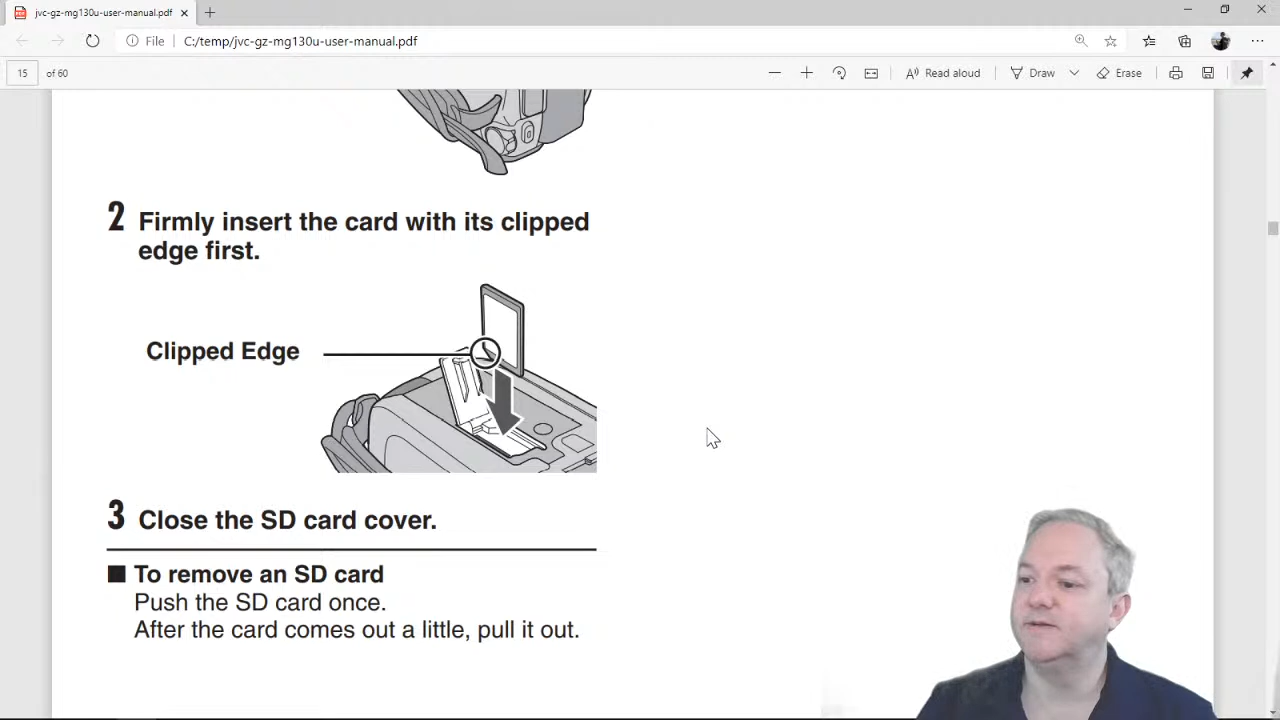 jvc-gz-mg130u-user-manual.pdf
File | C:/temp/jvc-gz-mg130u-user-manual.pdf
15 of 60
Read aloud
Draw
Erase
2 Firmly insert the card with its clipped
edge first.
Clipped Edge
3 Close the SD card cover.
■ To remove an SD card
Push the SD card once.
After the card comes out a little, pull it out.